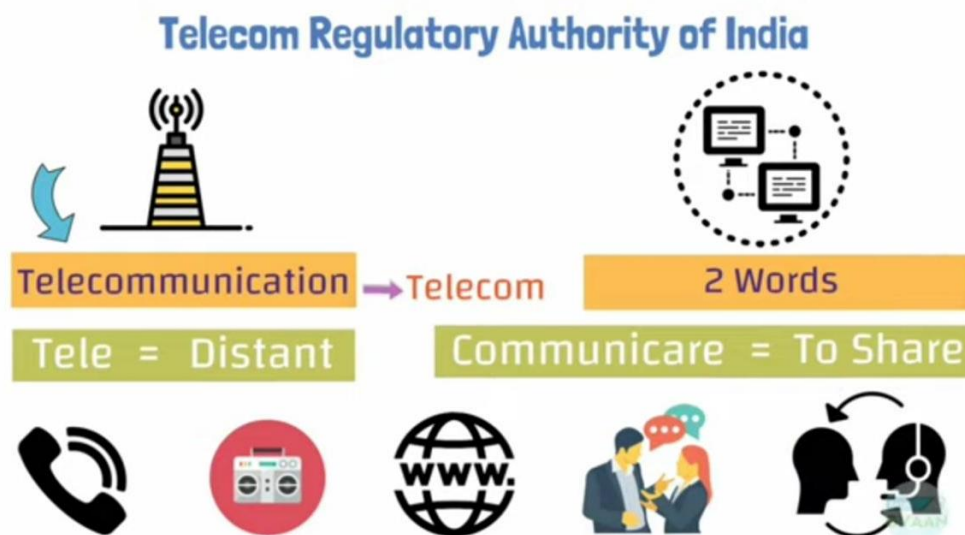 Telecom Regulatory Authority of India
Telecommunication → Telecom
2 Words
Tele = Distant
Communicare = To Share
www.